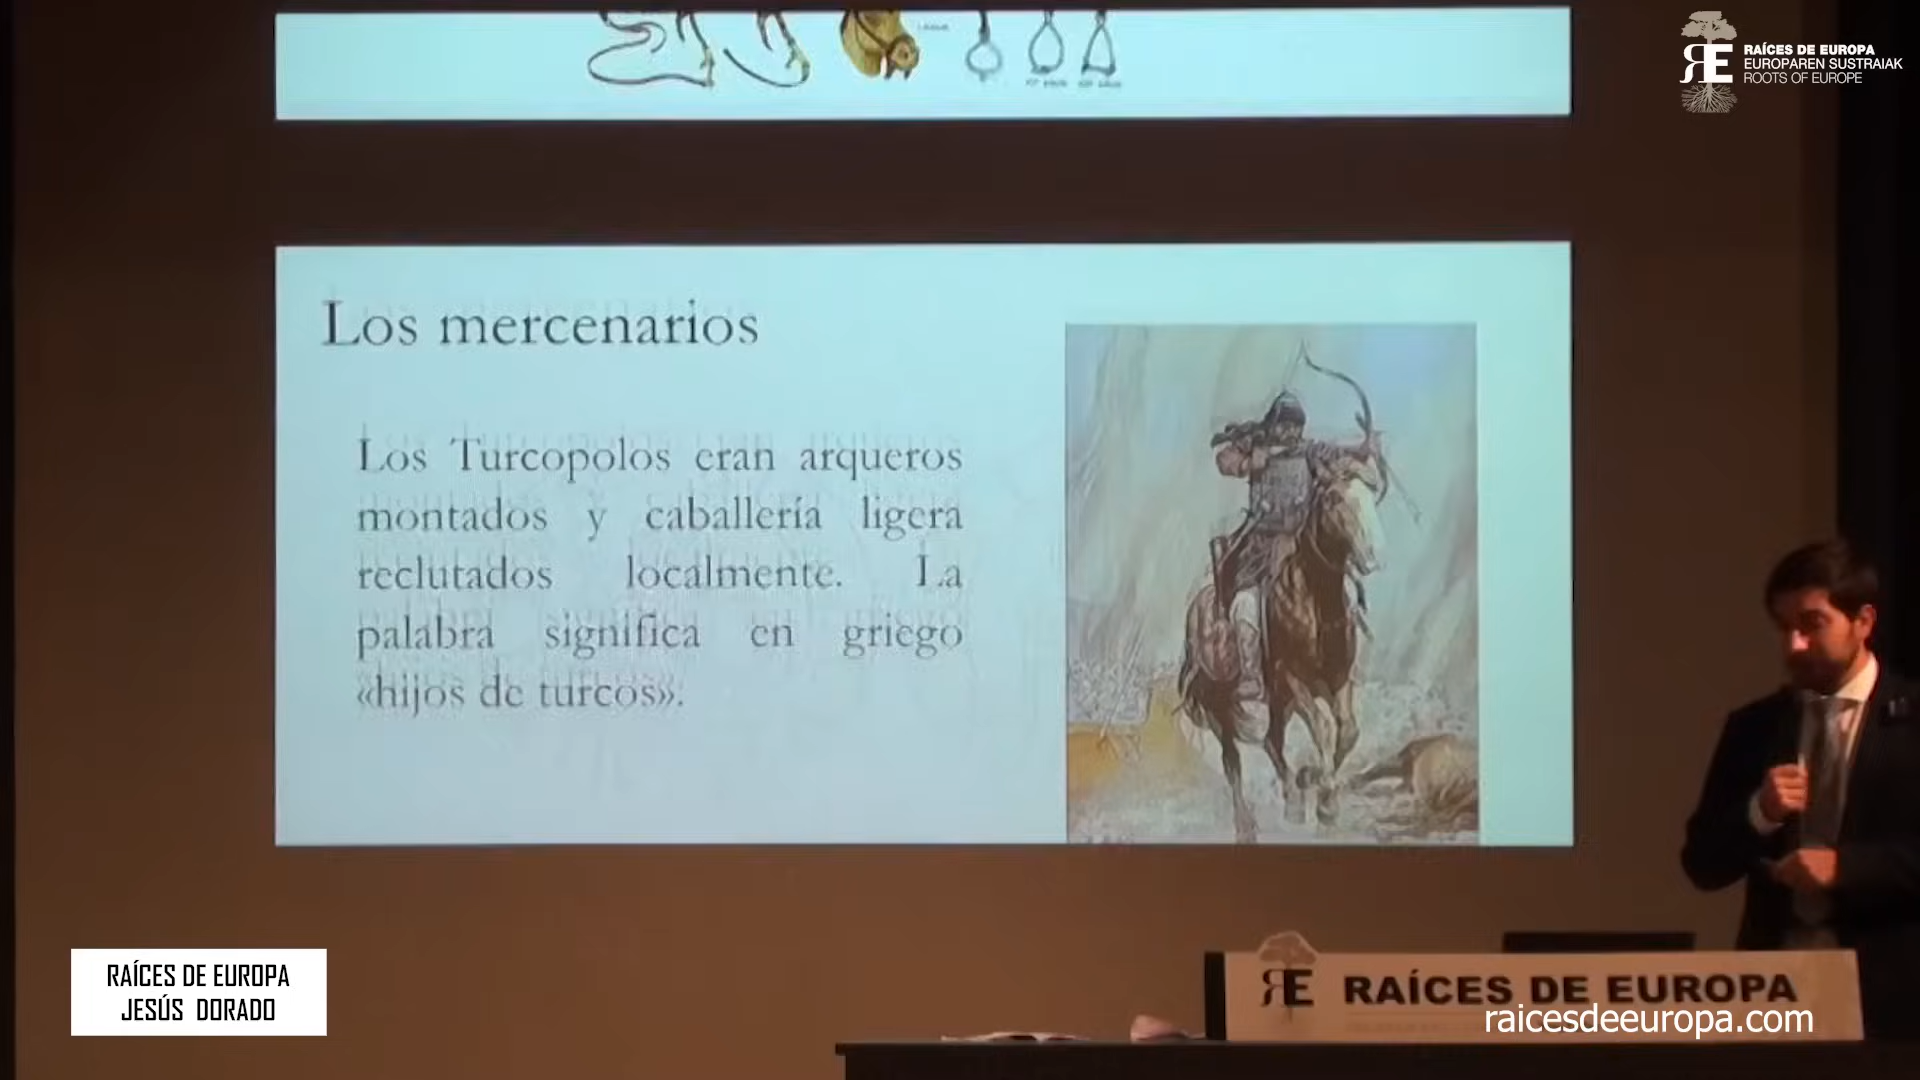 RAÍCES DE EUROPA
EUROPAREN SUSTRAIAK
ROOTS OF EUROPE
Los mercenarios
Los Turcopolos eran arqueros
montados y caballería ligera
reclutados localmente. La
palabra significa en griego
«hijos de turcos».
RAÍCES DE EUROPA
JESÚS DORADO
RE RAÍCES DE EUROPA
raicesdeeuropa.com